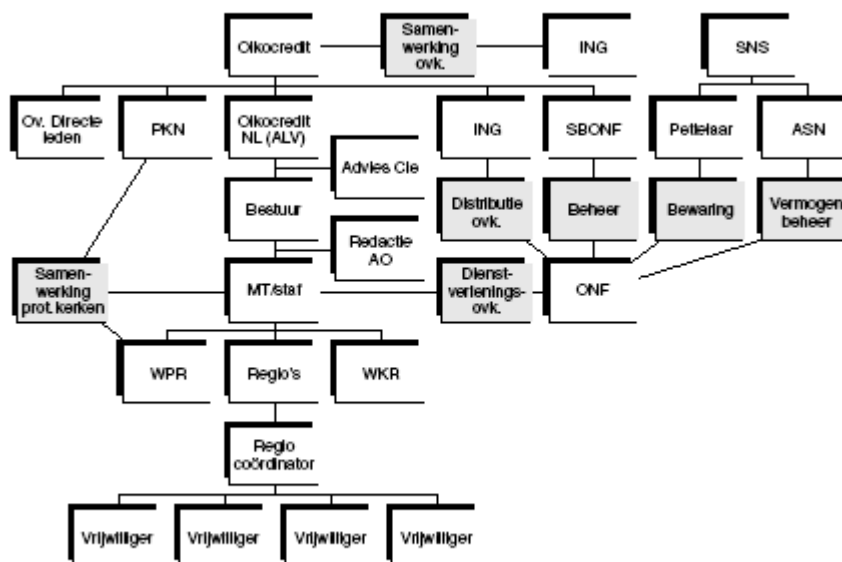 Oikocredit
Samen-
werking
ovk.
ING
SNS
Ov. Directe
leden
PKN
Oikocredit
NL (ALV)
ING
SBONF
Pettelaar
ASN
Advies Cie
Bestuur
Distributie
ovk.
Beheer
Bewaring
Vermogen
beheer
Redactie
AO
Samen-
werking
prot. kerken
MT/staf
Dienst-
verlenings-
ovk.
ONF
WPR
Regio's
WKR
Regio
coördinator
Vrijwilliger
Vrijwilliger
Vrijwilliger
Vrijwilliger